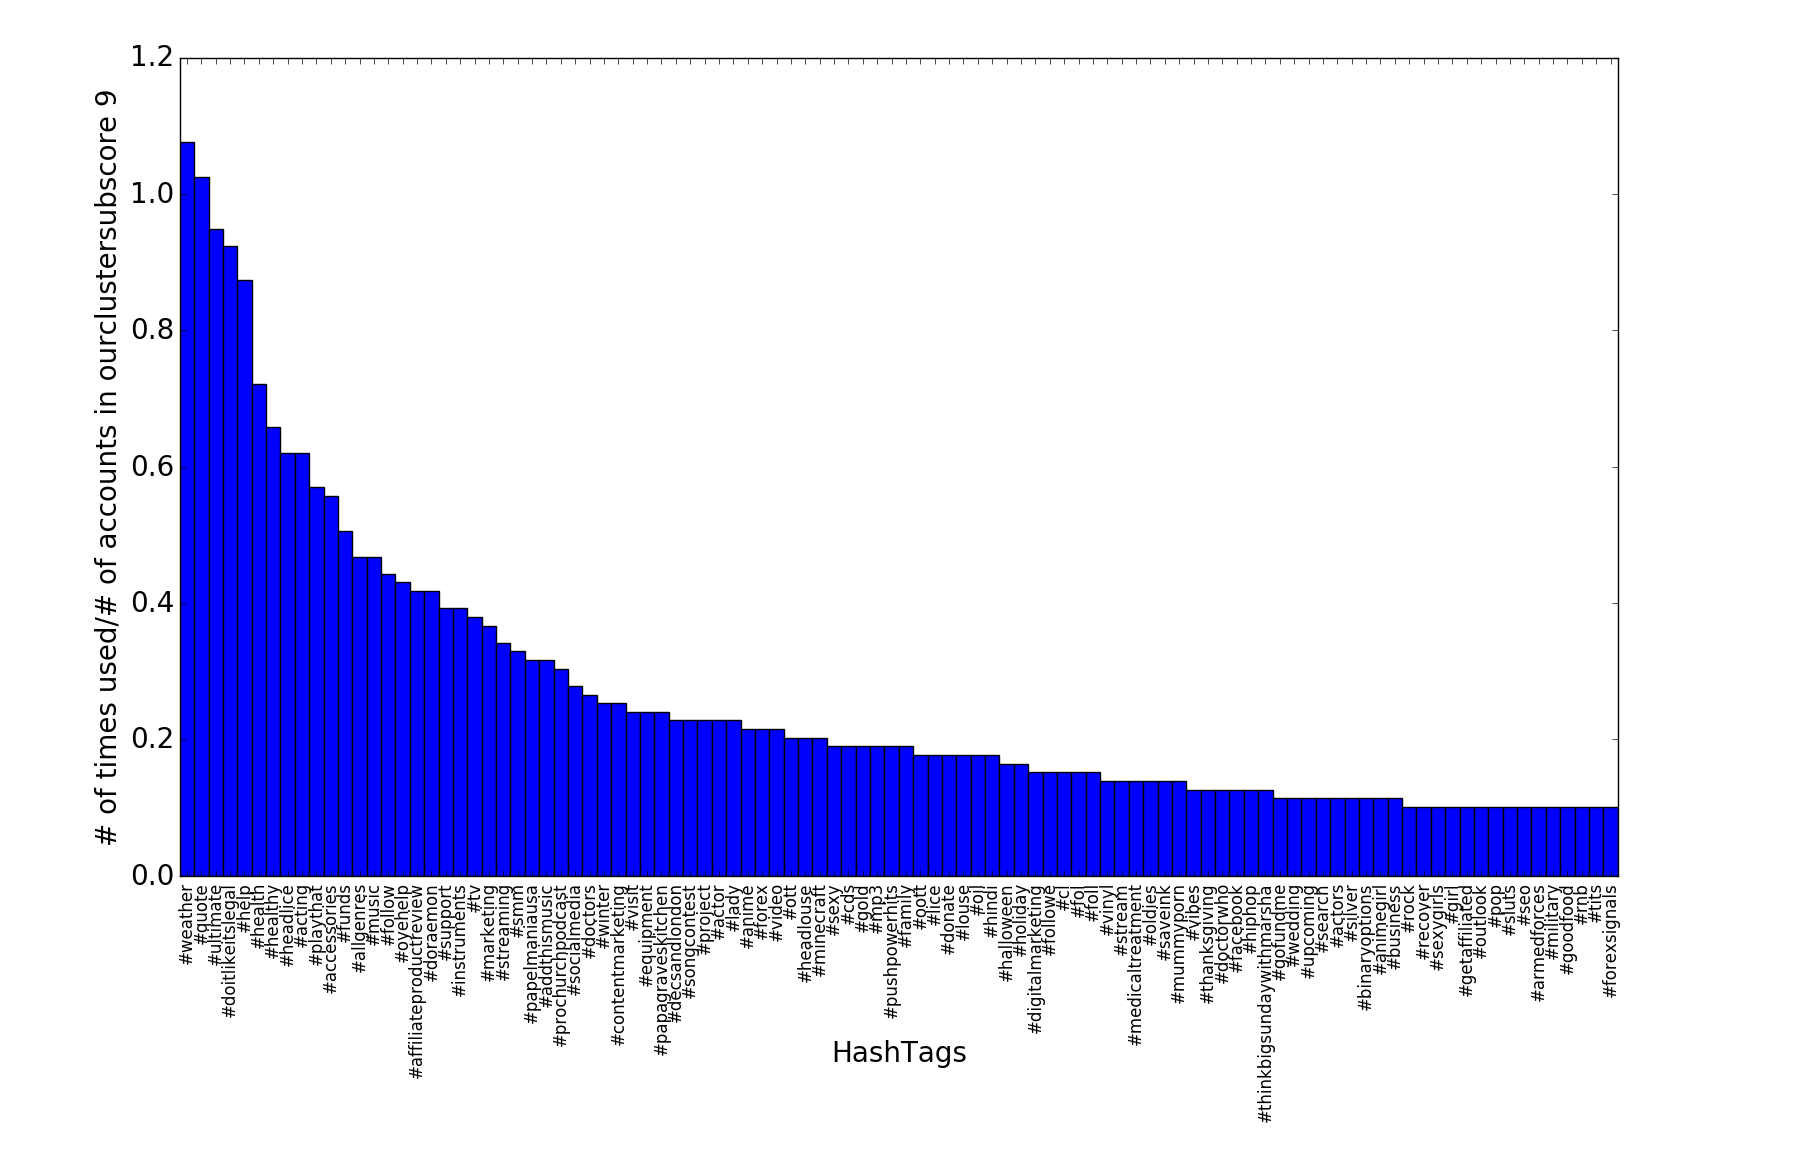 1.2
1.0
0.8
0.6
0.4
0.2
0.0
# of times used/# of accounts in ourclustersubscore 9
#weather
#quote
#ultimate
#doitlikeitslegal
#help
#health
#healthy
#headlice
#acting
#playthat
#accessories
#funds
#allgenres
#music
#follow
#oyehelp
#affiliateproductreview
#doraemon
#support
#instruments
#tv
#marketing
#streaming
#smm
#papelmaniausa
#addthismusic
#prochurchpodcast
#socialmedia
#doctors
#winter
#contentmarketing
#visit
#equipment
#papagraveskitchen
#decsandlondon
#songcontest
#project
#actor
#lady
#anime
#forex
#video
#ott
#headlouse
#minecraft
#sexy
#cds
#gold
#mp3
#pushpowerhits
#family
#oott
#lice
#donate
#louse
#oil
#hindi
#halloween
#holiday
#digitalmarketing
#followe
#cl
#fol
#foll
#vinyl
#stream
#medicaltreatment
#oldies
#saveink
#mummyporn
#vibes
#thanksgiving
#doctorwho
#facebook
#hiphop
#thinkbigsundaywithmarsha
#gofundme
#wedding
#upcoming
#search
#actors
#silver
#binaryoptions
#animegirl
#business
#rock
#recover
#sexygirls
#girl
#getaffiliated
#outlook
#pop
#sluts
#seo
#armedforces
#military
#goodfood
#rnb
#tits
#forexsignals
HashTags